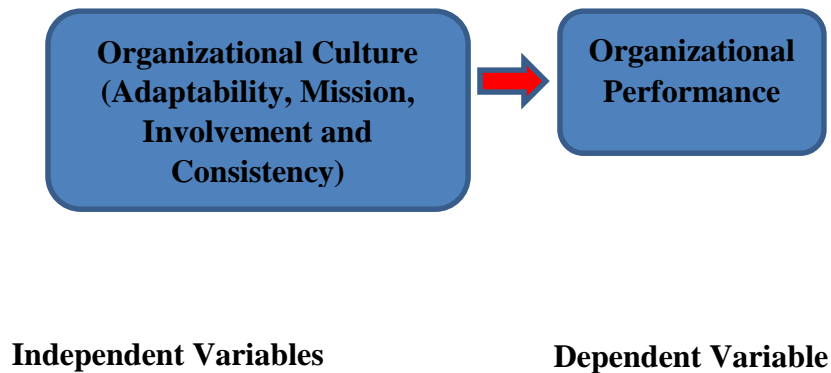 Organizational Culture
(Adaptability, Mission,
Involvement and
Consistency)
Organizational
Performance
Independent Variables
Dependent Variable